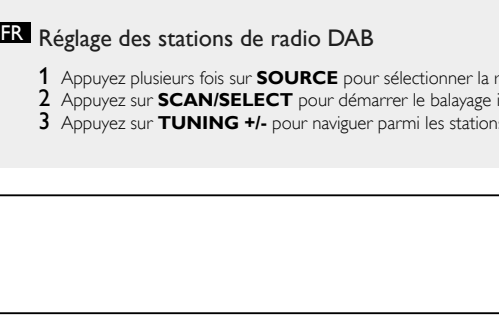 FR Réglage des stations de radio DAB
1 Appuyez plusieurs fois sur SOURCE pour sélectionner la
2 Appuyez sur SCAN/SELECT pour démarrer le balayage
3 Appuyez sur TUNING +/- pour naviguer parmi les stations